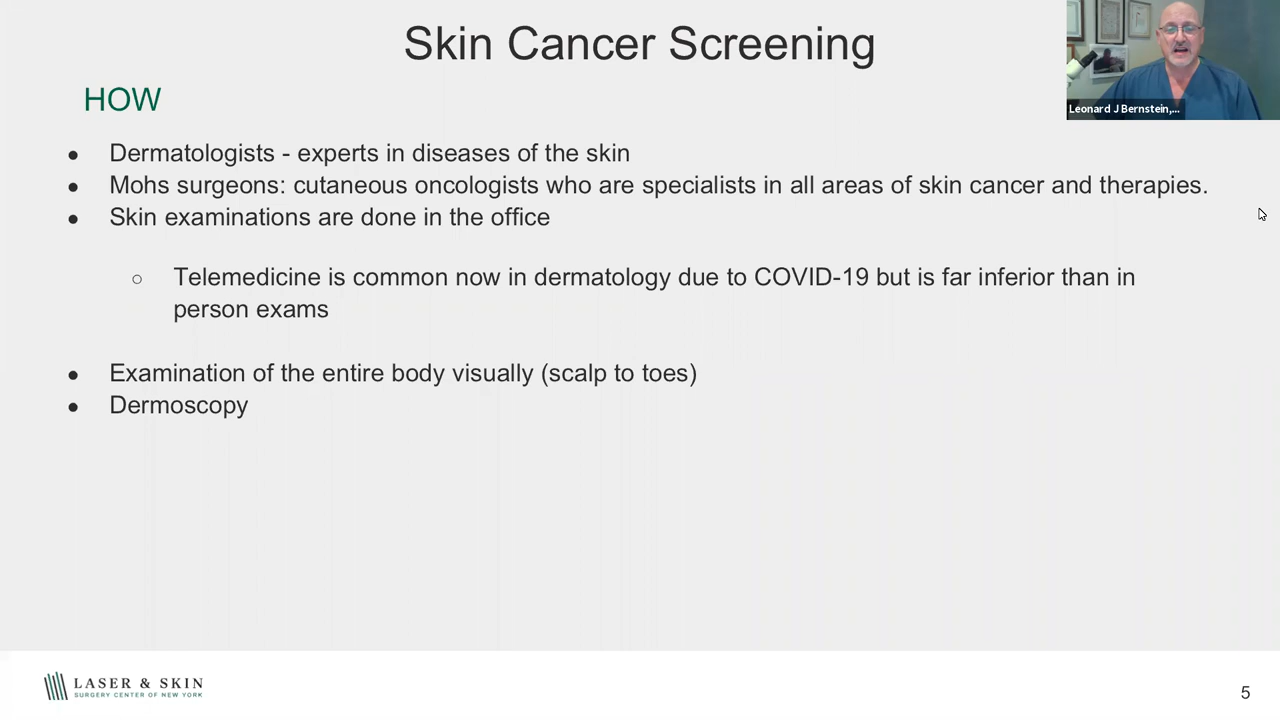 Skin Cancer Screening
Leonard J Bernstein,...
HOW
● Dermatologists - experts in diseases of the skin
● Mohs surgeons: cutaneous oncologists who are specialists in all areas of skin cancer and therapies.
● Skin examinations are done in the office
○ Telemedicine is common now in dermatology due to COVID-19 but is far inferior than in
person exams
● Examination of the entire body visually (scalp to toes)
● Dermoscopy
LASER & SKIN
SURGERY CENTER OF NEW YORK
5